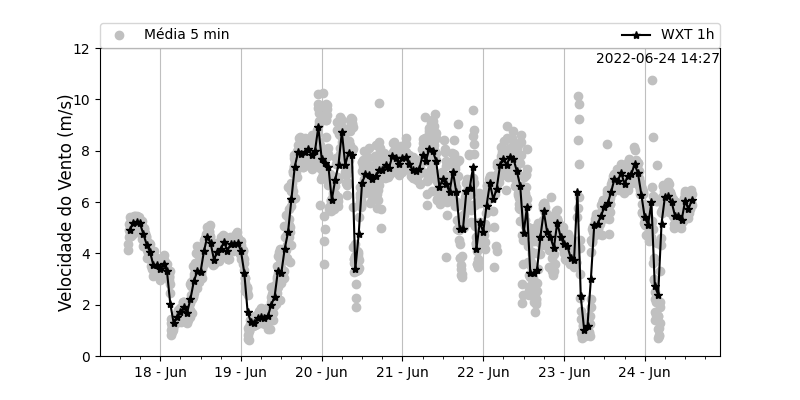 Média 5 min
WXT 1h
2022-06-24 14:27
Velocidade do Vento (m/s)
12
10
8
6
4
2
0
18 - Jun
19 - Jun
20 - Jun
21 - Jun
22 - Jun
23 - Jun
24 - Jun